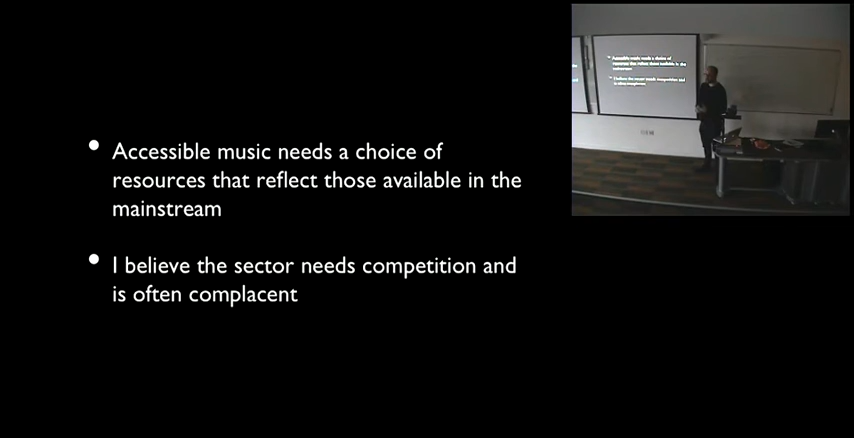 Accessible music needs a choice of
resources that reflect those available in the
mainstream
I believe the sector needs competition and
is often complacent